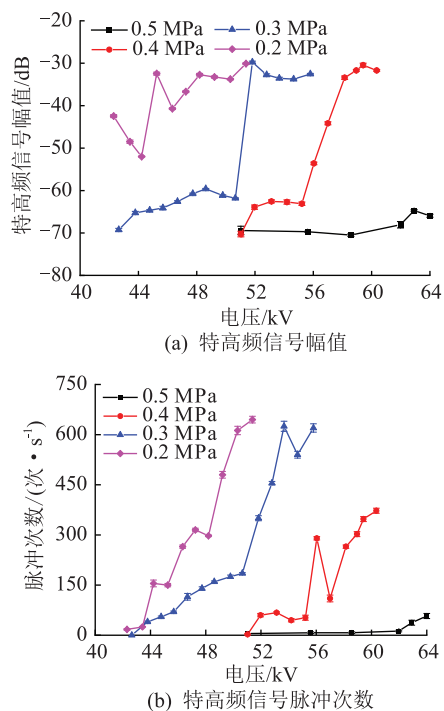 0.5 MPa
0.3 MPa
0.4 MPa
0.2 MPa
特高频信号幅值/dB
-20
-30
-40
-50
-60
-70
-80
40
44
48
52
56
60
64
电压/kV
(a) 特高频信号幅值
脉冲次数/(次·s⁻¹)
750
600
450
300
150
0
0.5 MPa
0.4 MPa
0.3 MPa
0.2 MPa
40
44
48
52
56
60
64
电压/kV
(b) 特高频信号脉冲次数